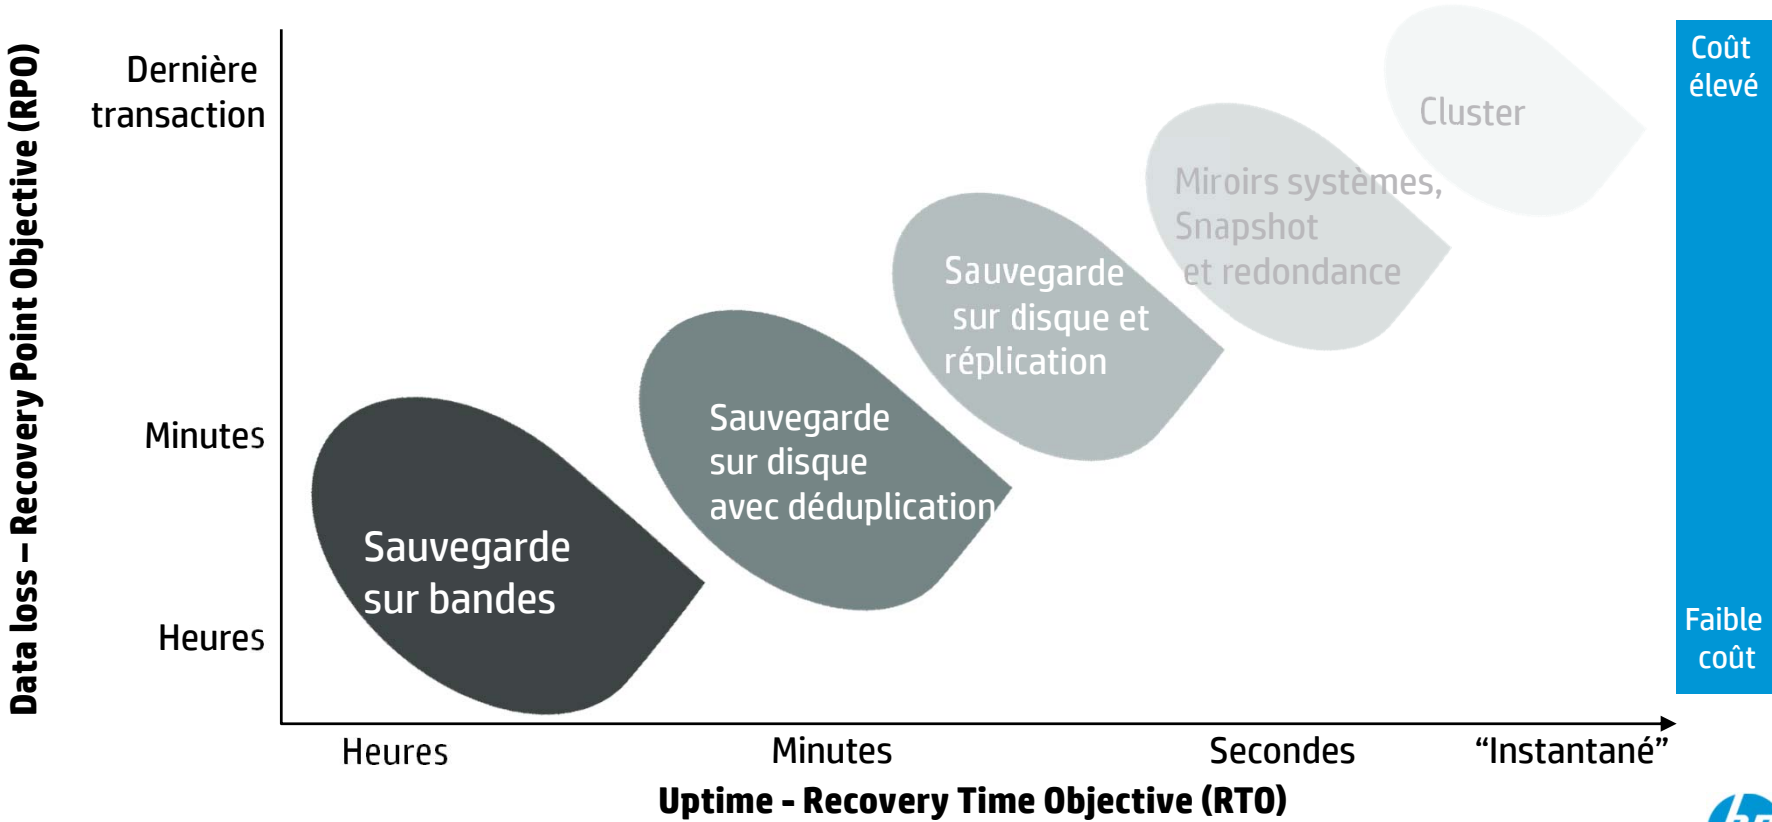 Data loss – Recovery Point Objective (RPO)
Dernière
transaction
Minutes
Heures
Cluster
Miroirs systèmes,
Snapshot
et redondance
Sauvegarde
sur disque et
réplication
Sauvegarde
sur disque
avec déduplication
Sauvegarde
sur bandes
Coût
élevé
Faible
coût
Heures
Minutes
Secondes
“Instantané”
Uptime - Recovery Time Objective (RTO)